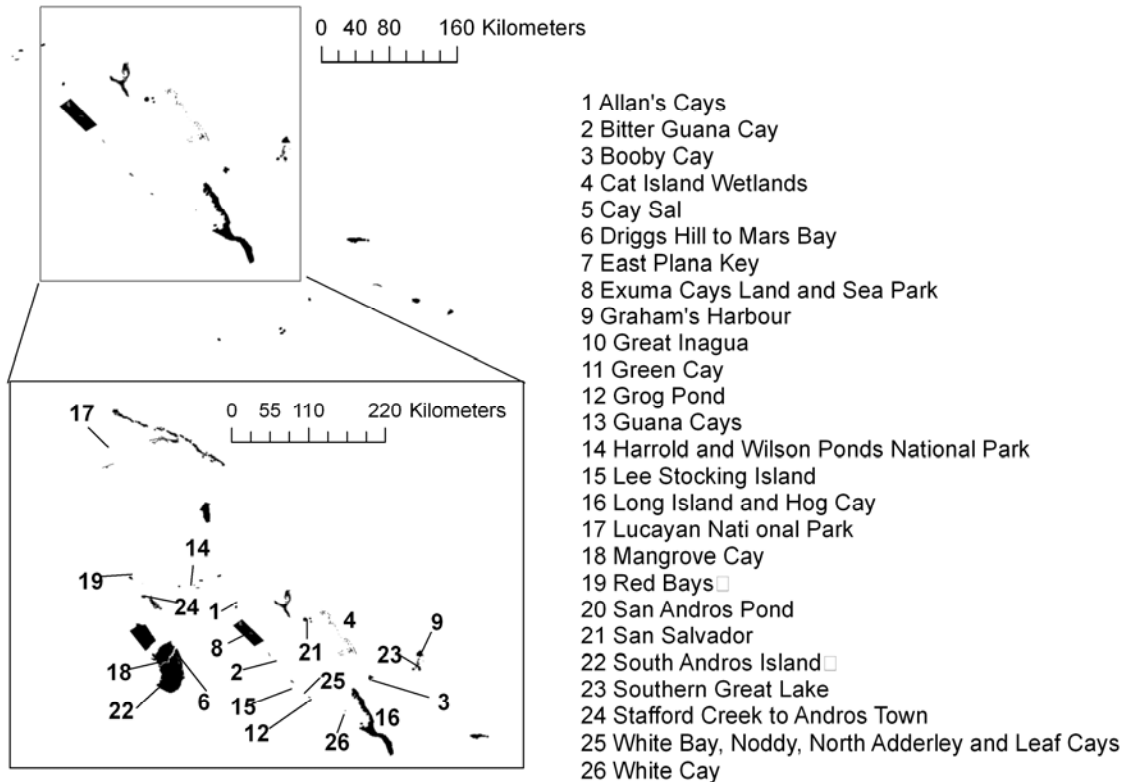 0 40 80 160 Kilometers
1 Allan's Cays
2 Bitter Guana Cay
3 Booby Cay
4 Cat Island Wetlands
5 Cay Sal
6 Driggs Hill to Mars Bay
7 East Plana Key
8 Exuma Cays Land and Sea Park
9 Graham's Harbour
10 Great Inagua
11 Green Cay
12 Grog Pond
13 Guana Cays
14 Harrold and Wilson Ponds National Park
15 Lee Stocking Island
16 Long Island and Hog Cay
17 Lucayan Nati onal Park
18 Mangrove Cay
19 Red Bays□
20 San Andros Pond
21 San Salvador
22 South Andros Island□
23 Southern Great Lake
24 Stafford Creek to Andros Town
25 White Bay, Noddy, North Adderley and Leaf Cays
26 White Cay
17
0 55 110 220 Kilometers
14
19
24
1
4
9
8
21
23
18
2
25
22
6
15
3
12
26
16